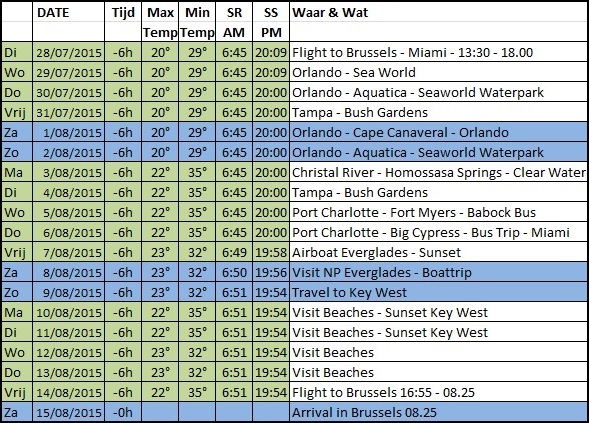 DATE Tijd Max Min SR SS Waar & Wat
Temp Temp AM PM
Di 28/07/2015 -6h 20° 29° 6:45 20:09 Flight to Brussels - Miami - 13:30 - 18.00
Wo 29/07/2015 -6h 20° 29° 6:45 20:09 Orlando - Sea World
Do 30/07/2015 -6h 20° 29° 6:45 20:00 Orlando - Aquatica - Seaworld Waterpark
Vrij 31/07/2015 -6h 20° 29° 6:45 20:00 Tampa - Bush Gardens
Za 1/08/2015 -6h 20° 29° 6:45 20:00 Orlando - Cape Canaveral - Orlando
Zo 2/08/2015 -6h 20° 29° 6:45 20:00 Orlando - Aquatica - Seaworld Waterpark
Ma 3/08/2015 -6h 22° 35° 6:45 20:00 Christal River - Homossasa Springs - Clear Water
Di 4/08/2015 -6h 22° 35° 6:45 20:00 Tampa - Bush Gardens
Wo 5/08/2015 -6h 22° 35° 6:45 20:00 Port Charlotte - Fort Myers - Babock Bus
Do 6/08/2015 -6h 22° 35° 6:45 20:00 Port Charlotte - Big Cypress - Bus Trip - Miami
Vrij 7/08/2015 -6h 23° 32° 6:49 19:58 Airboat Everglades - Sunset
Za 8/08/2015 -6h 23° 32° 6:50 19:56 Visit NP Everglades - Boattrip
Zo 9/08/2015 -6h 23° 32° 6:51 19:54 Travel to Key West
Ma 10/08/2015 -6h 22° 35° 6:51 19:54 Visit Beaches - Sunset Key West
Di 11/08/2015 -6h 22° 35° 6:51 19:54 Visit Beaches - Sunset Key West
Wo 12/08/2015 -6h 23° 32° 6:51 19:54 Visit Beaches
Do 13/08/2015 -6h 23° 32° 6:51 19:54 Visit Beaches
Vrij 14/08/2015 -6h 22° 35° 6:51 19:54 Flight to Brussels 16:55 - 08.25
Za 15/08/2015 -0h Arrival in Brussels 08.25